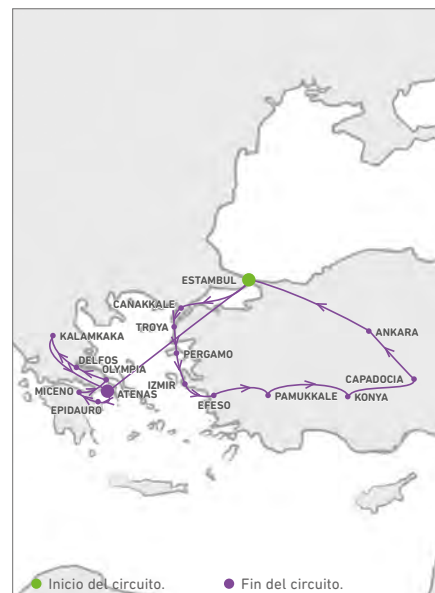 ESTAMBUL
CANAKKALE
TROYA
KALAMKAKA
ANKARA
PERGAMO
DELFOS
OLYMPIA
CAPADOCIA
IZMIR
MICENO
ATENAS
PAMUKKALE
KONYA
EFESO
EPIDAURO
Inicio del circuito.
Fin del circuito.